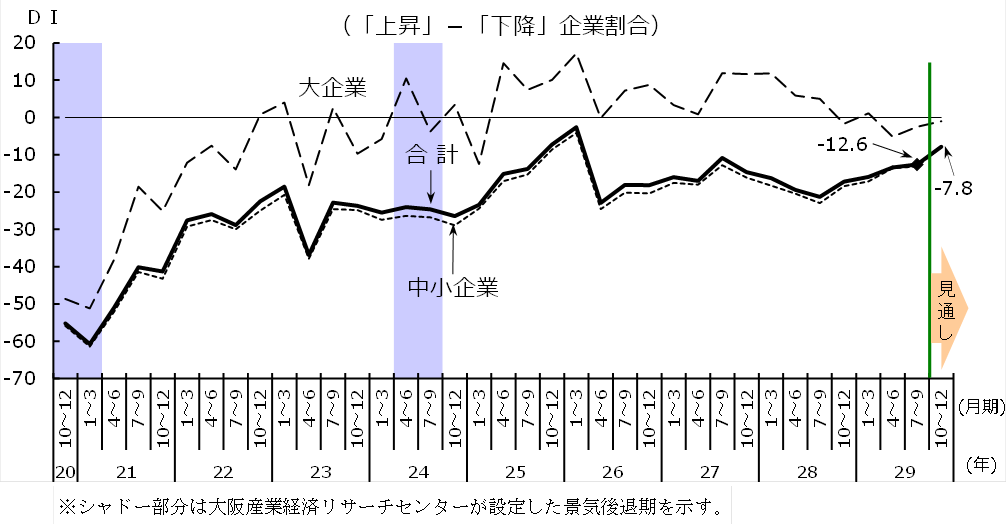 ＤＩ
(「上昇」－「下降」企業割合)
20
10
0
-10
-20
-30
-40
-50
-60
-70
大企業
合 計
中小企業
-12.6
-7.8
見通し
10～12 1～3 4～6 7～9 10～12 1～3 4～6 7～9 10～12 1～3 4～6 7～9 10～12 1～3 4～6 7～9 10～12 1～3 4～6 7～9 10～12 1～3 4～6 7～9 10～12 1～3 4～6 7～9 10～12 1～3 4～6 7～9 10～12 1～3 4～6 7～9 10～12 (月期)
20 21 22 23 24 25 26 27 28 29 (年)
※シャドー部分は大阪産業経済リサーチセンターが設定した景気後退期を示す。